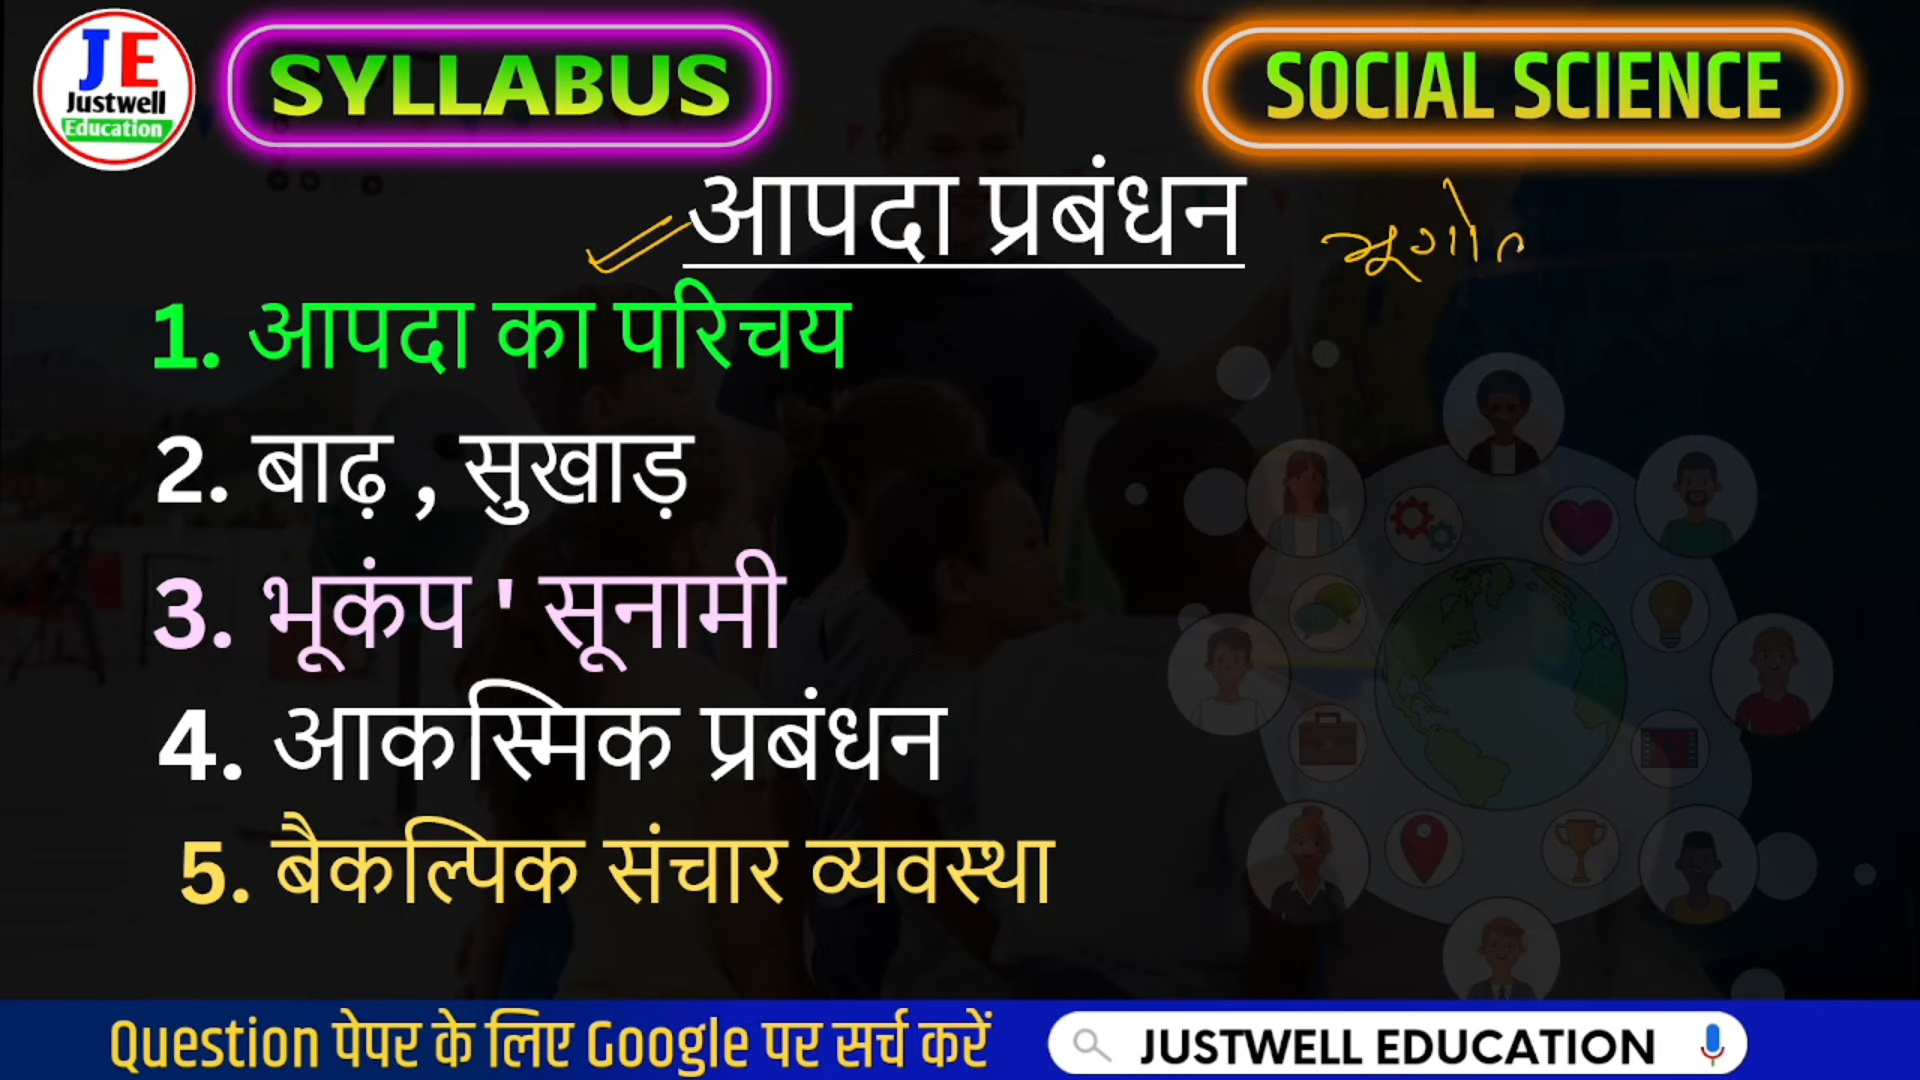 JE
Justwell
Education
SYLLABUS
SOCIAL SCIENCE
आपदा प्रबंधन
1. आपदा का परिचय
2. बाढ़ , सुखाड़
3. भूकंप ' सूनामी
4. आकस्मिक प्रबंधन
5. बैकल्पिक संचार व्यवस्था
Question पेपर के लिए Google पर सर्च करें
JUSTWELL EDUCATION